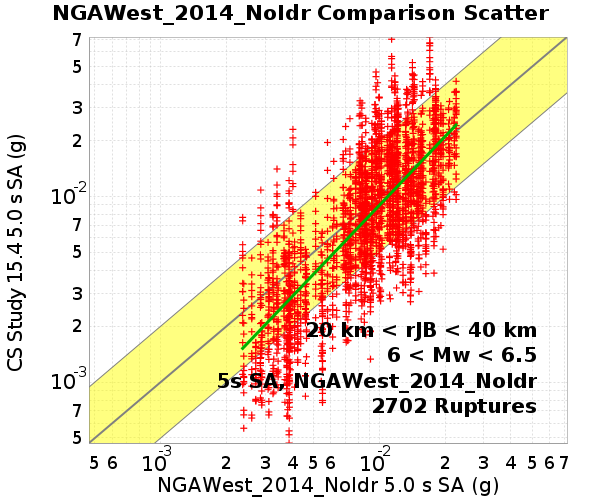 NGAWest_2014_NoIdr Comparison Scatter
CS Study 15.4 5.0 s SA (g)
7
5
3
2
10-2
7
5
3
2
10-3
7
5
20 km < rJB < 40 km
6 < Mw < 6.5
5s SA, NGAWest_2014_NoIdr
2702 Ruptures
5 6 10-3 2 3 4 5 6 10-2 2 3 4 5 6 7
NGAWest_2014_NoIdr 5.0 s SA (g)